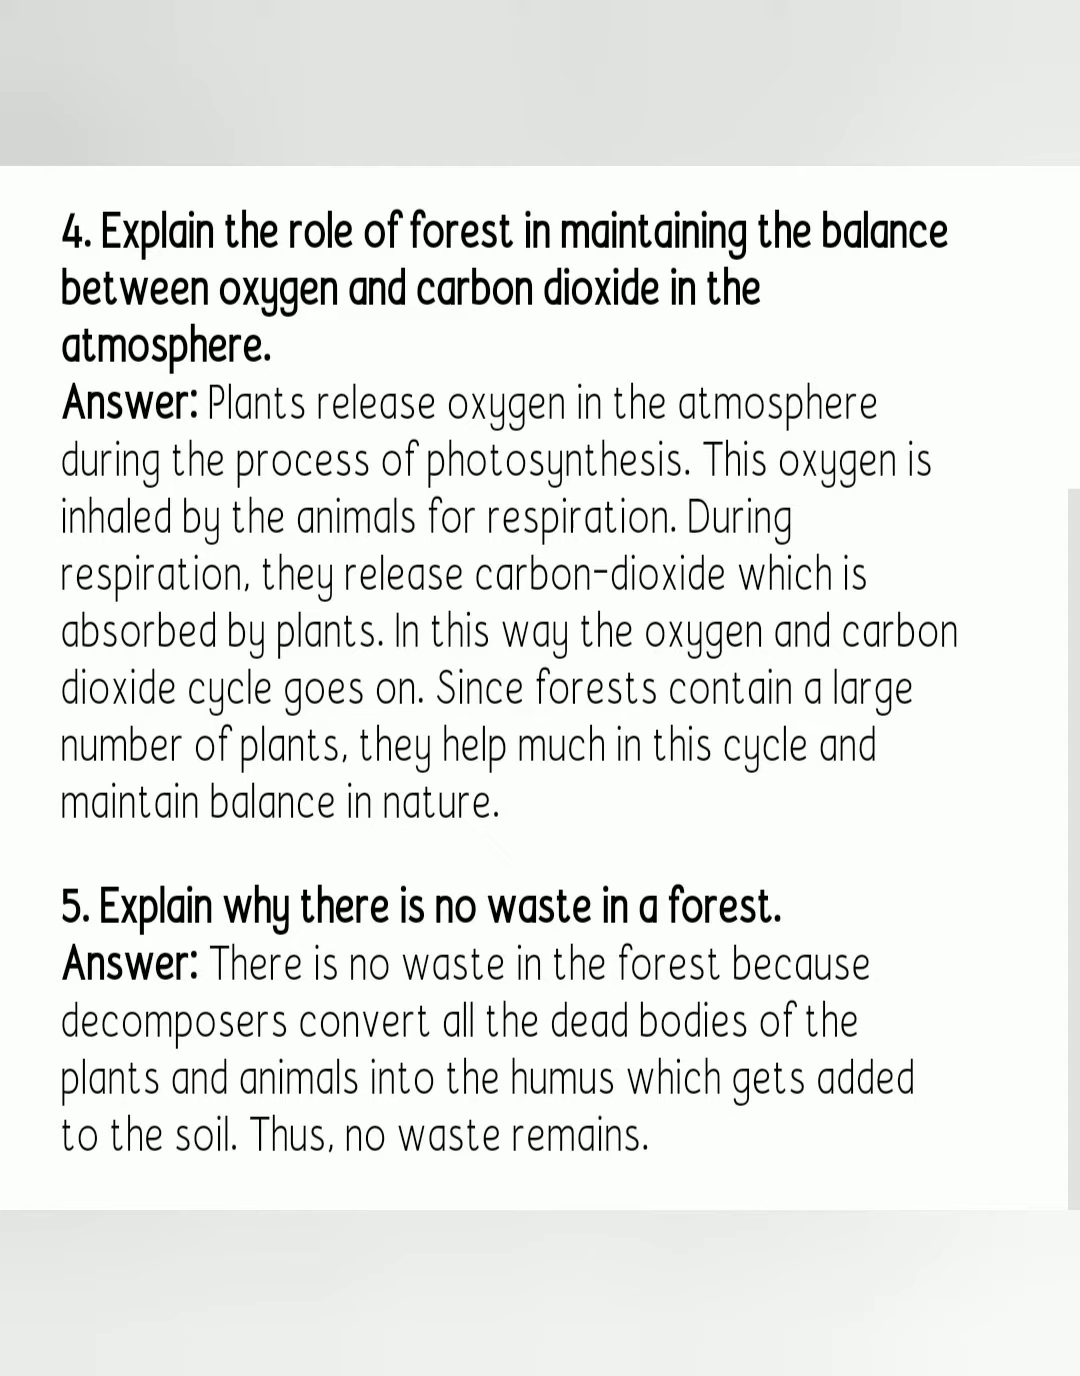 4. Explain the role of forest in maintaining the balance
between oxygen and carbon dioxide in the
atmosphere.
Answer: Plants release oxygen in the atmosphere
during the process of photosynthesis. This oxygen is
inhaled by the animals for respiration. During
respiration, they release carbon-dioxide which is
absorbed by plants. In this way the oxygen and carbon
dioxide cycle goes on. Since forests contain a large
number of plants, they help much in this cycle and
maintain balance in nature.
5. Explain why there is no waste in a forest.
Answer: There is no waste in the forest because
decomposers convert all the dead bodies of the
plants and animals into the humus which gets added
to the soil. Thus, no waste remains.